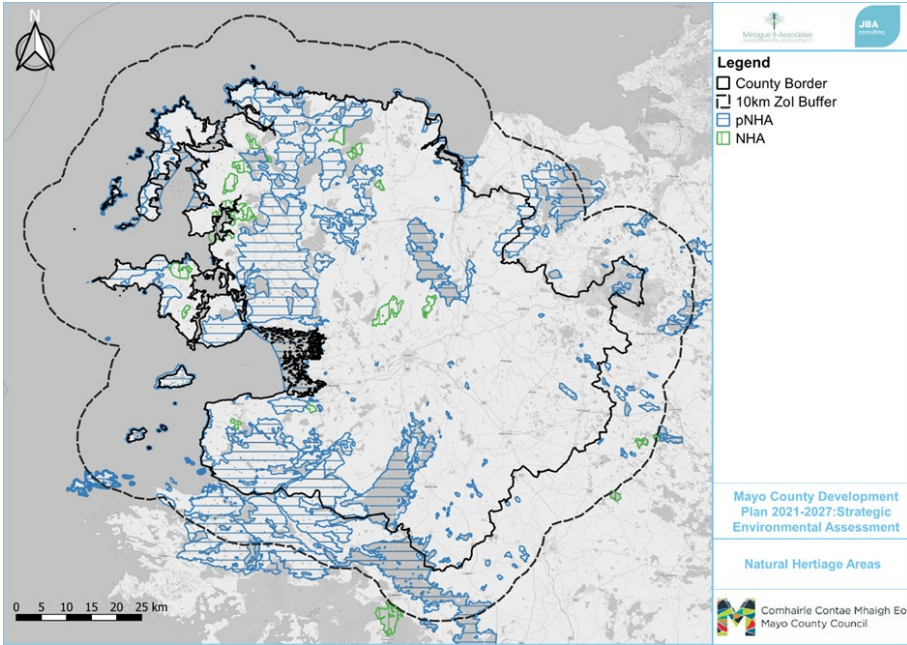 N
Minogue & Associates
JBA
consulting
Legend
County Border
10km ZoI Buffer
pNHA
NHA
Mayo County Development
Plan 2021-2027:Strategic
Environmental Assessment
Natural Hertiage Areas
0 5 10 15 20 25 km
Comhairle Contae Mhaigh Eo
Mayo County Council